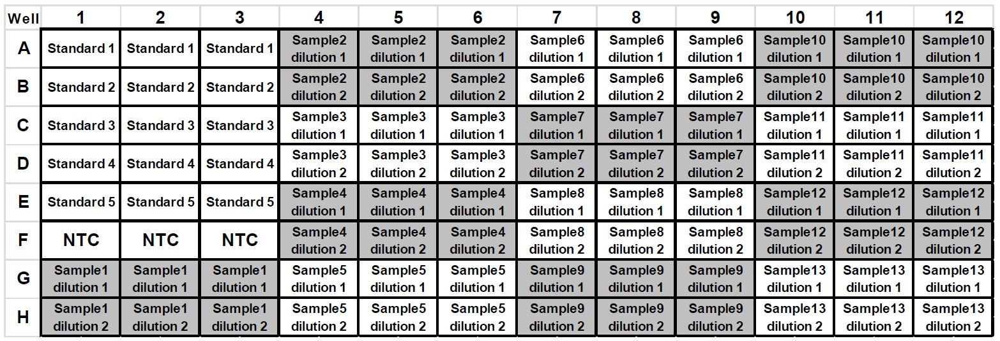 Well 1 2 3 4 5 6 7 8 9 10 11 12
A Standard 1 Standard 1 Standard 1 Sample2 dilution 1 Sample2 dilution 1 Sample2 dilution 1 Sample6 dilution 1 Sample6 dilution 1 Sample6 dilution 1 Sample10 dilution 1 Sample10 dilution 1 Sample10 dilution 1
B Standard 2 Standard 2 Standard 2 Sample2 dilution 2 Sample2 dilution 2 Sample2 dilution 2 Sample6 dilution 2 Sample6 dilution 2 Sample6 dilution 2 Sample10 dilution 2 Sample10 dilution 2 Sample10 dilution 2
C Standard 3 Standard 3 Standard 3 Sample3 dilution 1 Sample3 dilution 1 Sample3 dilution 1 Sample7 dilution 1 Sample7 dilution 1 Sample7 dilution 1 Sample11 dilution 1 Sample11 dilution 1 Sample11 dilution 1
D Standard 4 Standard 4 Standard 4 Sample3 dilution 2 Sample3 dilution 2 Sample3 dilution 2 Sample7 dilution 2 Sample7 dilution 2 Sample7 dilution 2 Sample11 dilution 2 Sample11 dilution 2 Sample11 dilution 2
E Standard 5 Standard 5 Standard 5 Sample4 dilution 1 Sample4 dilution 1 Sample4 dilution 1 Sample8 dilution 1 Sample8 dilution 1 Sample8 dilution 1 Sample12 dilution 1 Sample12 dilution 1 Sample12 dilution 1
F NTC NTC NTC Sample4 dilution 2 Sample4 dilution 2 Sample4 dilution 2 Sample8 dilution 2 Sample8 dilution 2 Sample8 dilution 2 Sample12 dilution 2 Sample12 dilution 2 Sample12 dilution 2
G Sample1 dilution 1 Sample1 dilution 1 Sample1 dilution 1 Sample5 dilution 1 Sample5 dilution 1 Sample5 dilution 1 Sample9 dilution 1 Sample9 dilution 1 Sample9 dilution 1 Sample13 dilution 1 Sample13 dilution 1 Sample13 dilution 1
H Sample1 dilution 2 Sample1 dilution 2 Sample1 dilution 2 Sample5 dilution 2 Sample5 dilution 2 Sample5 dilution 2 Sample9 dilution 2 Sample9 dilution 2 Sample9 dilution 2 Sample13 dilution 2 Sample13 dilution 2 Sample13 dilution 2